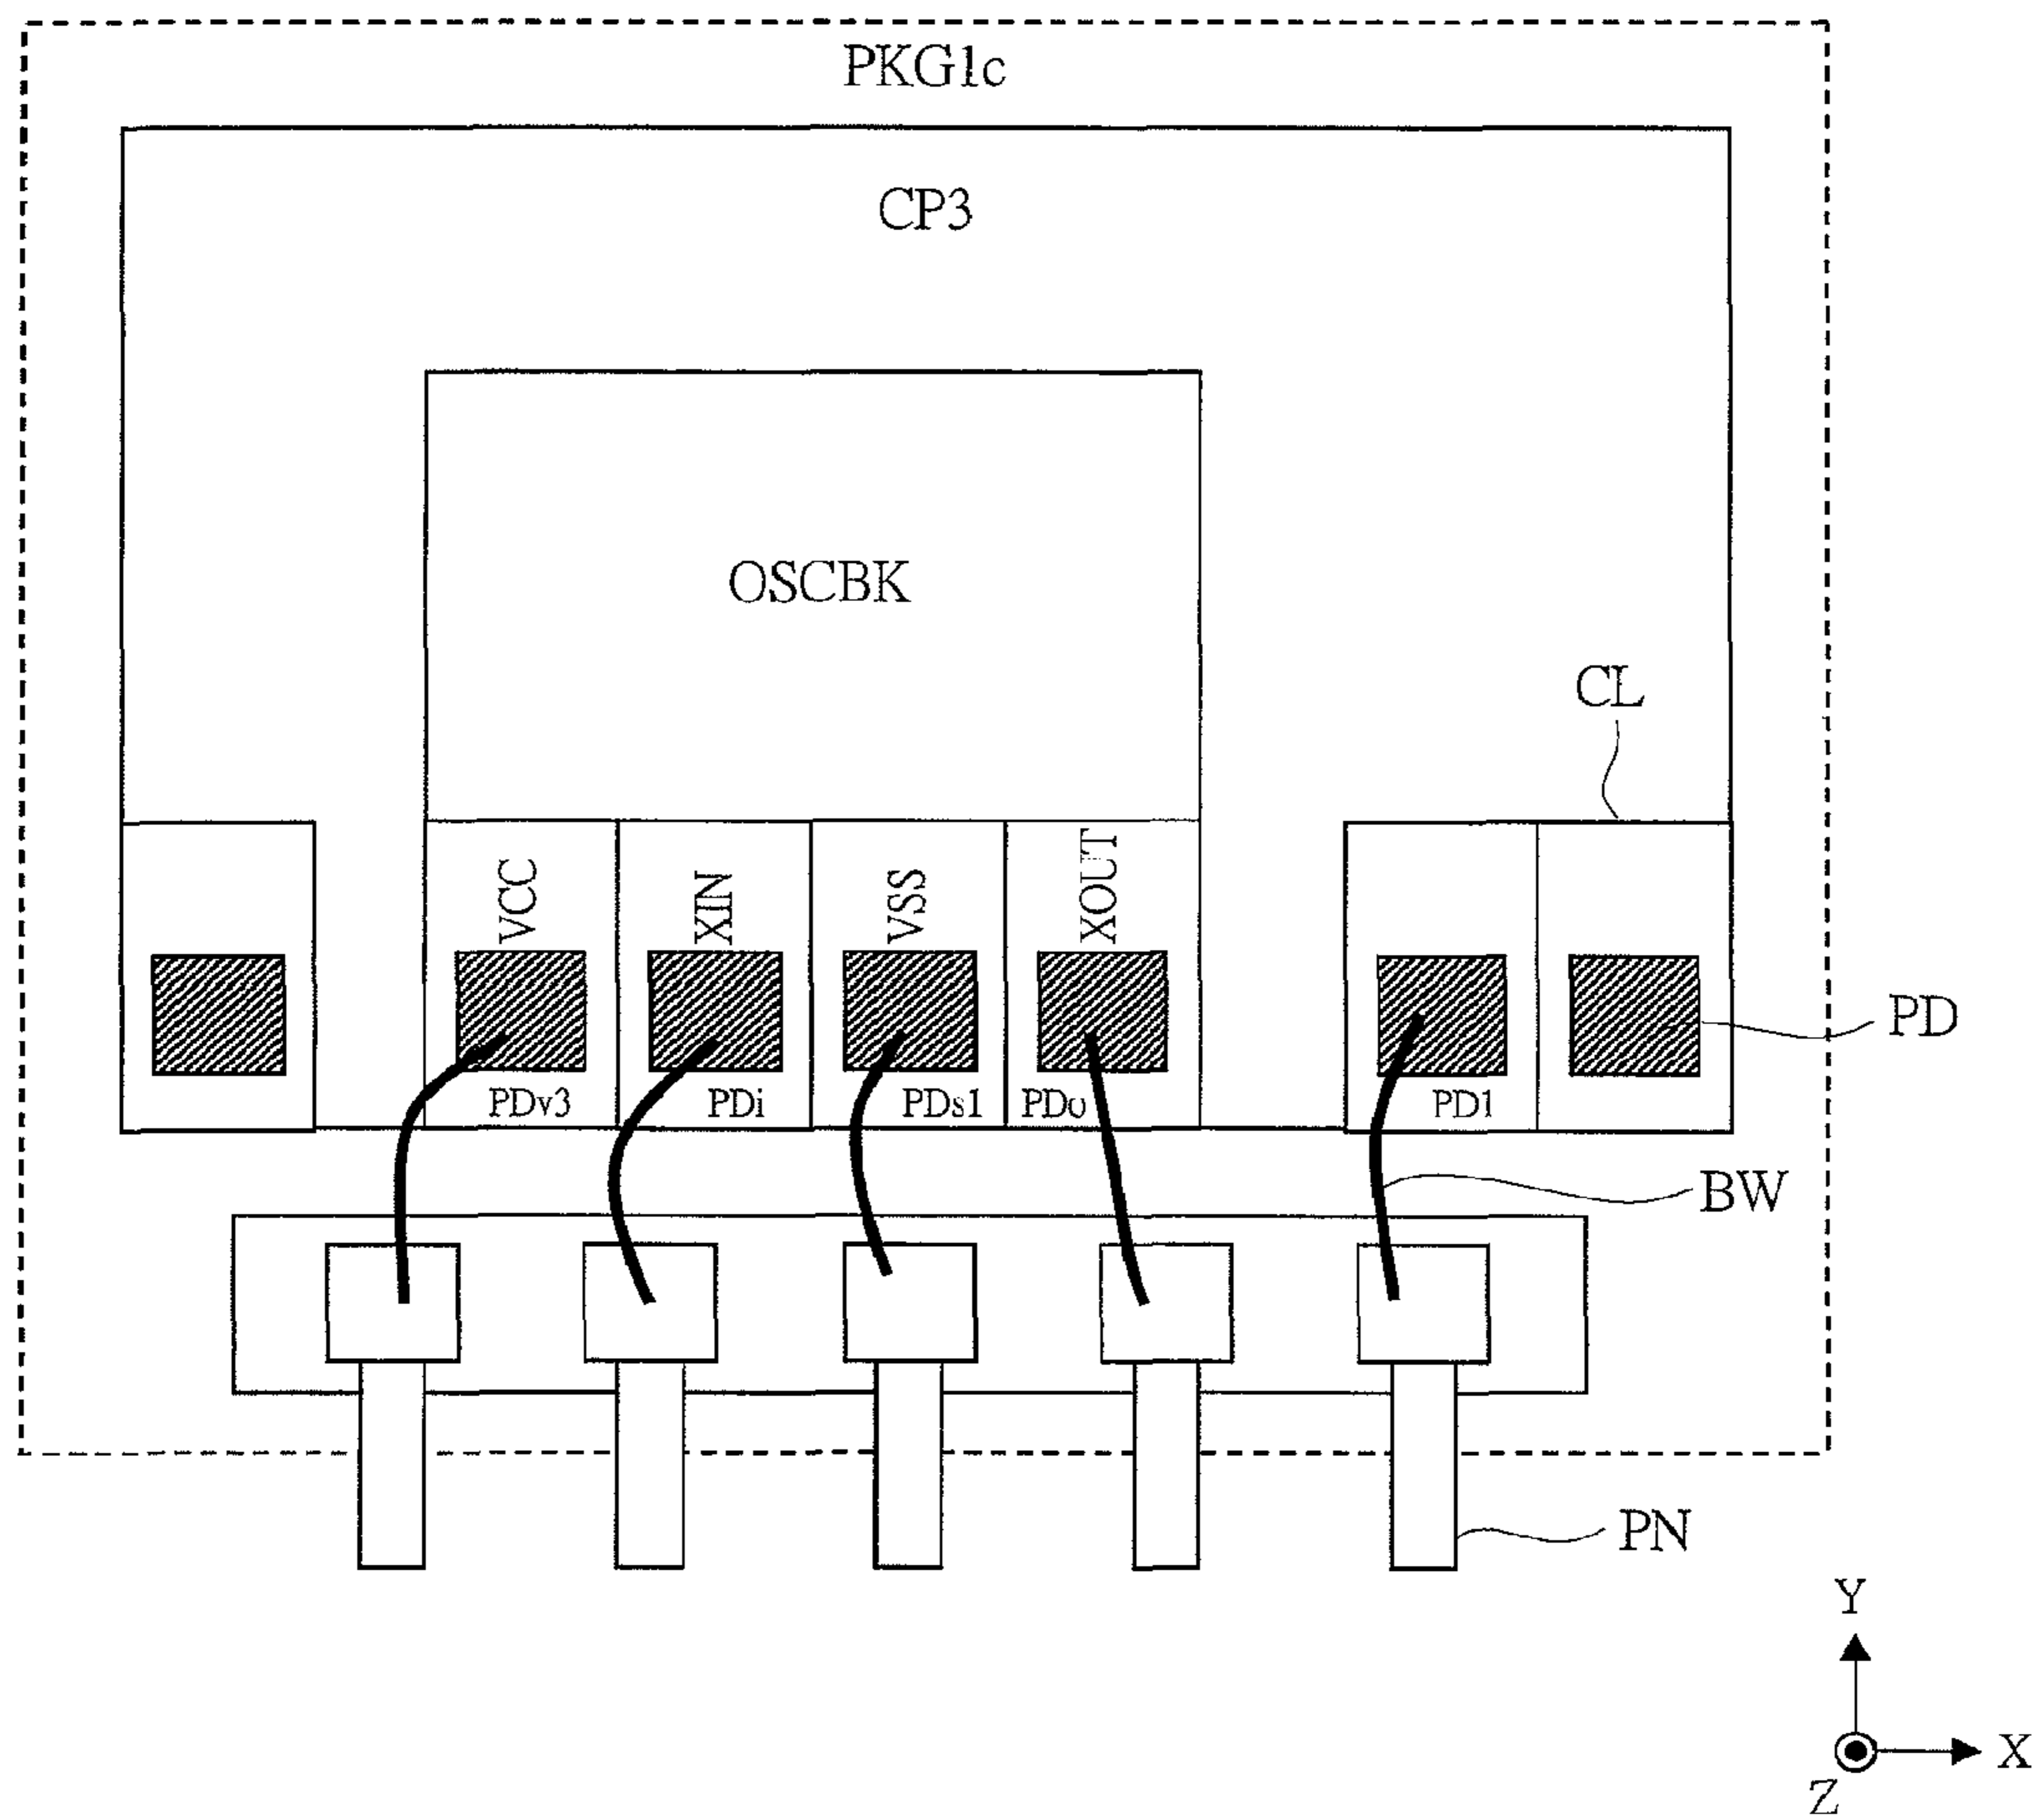 PKG1c
CP3
OSCBK
CL
VCC
XIN
VSS
XOUT
PD
PDv3
PDi
PDs1
PDo
PD1
BW
PN
Y
X
Z